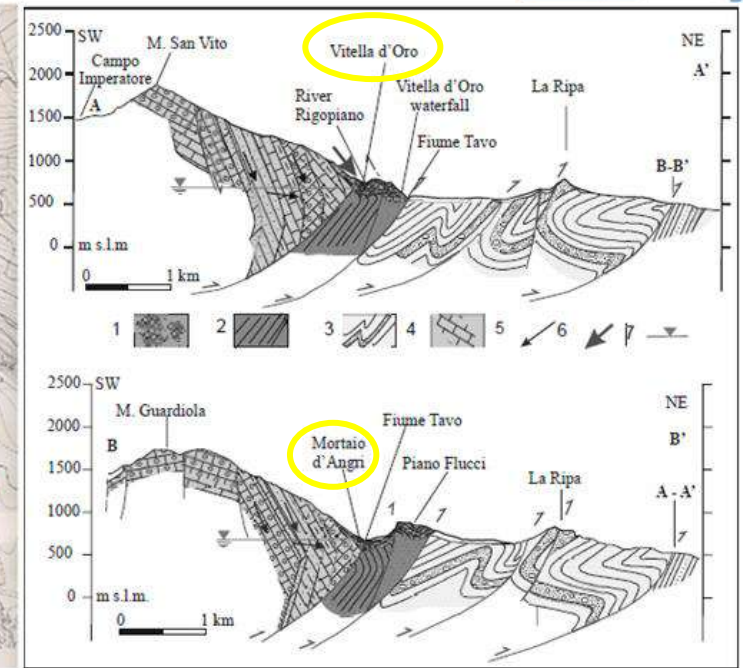 2500 SW
NE
A'
M. San Vito
Vitella d'Oro
Campo
Imperatore
2000
A
Vitella d'Oro
waterfall
La Ripa
River
Rigopiano
1500
Fiume Tavo
1000
B-B'
500
0 m s.l.m
0 1 km
1 2 3 4 5 6 7
2500 SW
NE
B'
M. Guardiola
Fiume Tavo
2000
B
Mortaio
d'Angri
Piano Flucci
La Ripa
A - A'
1500
1000
500
0 m s.l.m.
0 1 km